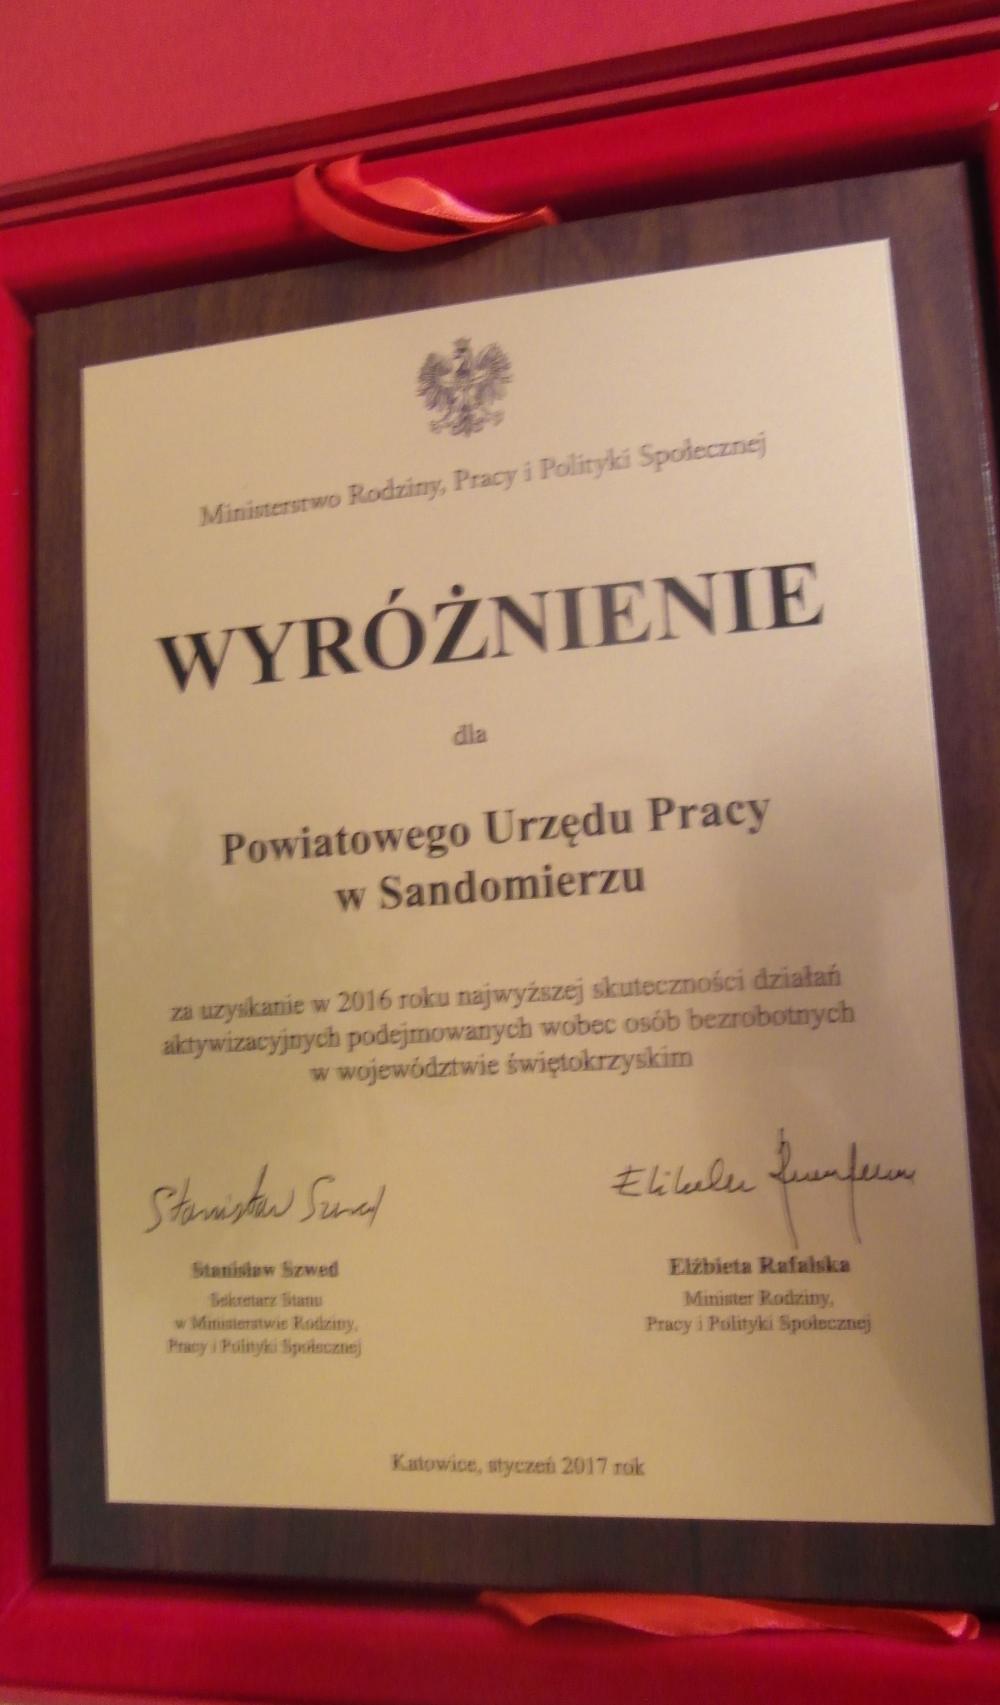 Ministerstwo Rodziny, Pracy i Polityki Społecznej
WYRÓŻNIENIE
dla
Powiatowego Urzędu Pracy
w Sandomierzu
za uzyskanie w 2016 roku najwyższej skuteczności działań
aktywizacyjnych podejmowanych wobec osób bezrobotnych
w województwie świętokrzyskim
Stanisław Szwed
Stanisław Szwed
Sekretarz Stanu
w Ministerstwie Rodziny,
Pracy i Polityki Społecznej
Elżbieta Rafalska
Minister Rodziny,
Pracy i Polityki Społecznej
Katowice, styczeń 2017 rok